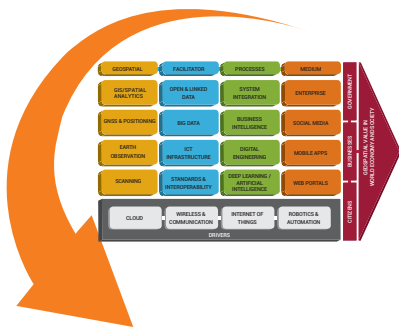 GEOSPATIAL
FACILITATOR
PROCESSES
MEDIUM
GIS/SPATIAL
ANALYTICS
OPEN & LINKED
DATA
SYSTEM
INTEGRATION
ENTERPRISE
GNSS & POSITIONING
BIG DATA
BUSINESS
INTELLIGENCE
SOCIAL MEDIA
EARTH
OBSERVATION
ICT
INFRASTRUCTURE
DIGITAL
ENGINEERING
MOBILE APPS
SCANNING
STANDARDS &
INTEROPERABILITY
DEEP LEARNING /
ARTIFICIAL
INTELLIGENCE
WEB PORTALS
CLOUD
WIRELESS &
COMMUNICATION
INTERNET OF
THINGS
ROBOTICS &
AUTOMATION
DRIVERS
GOVERNMENT
BUSINESSES
CITIZENS
GEOSPATIAL VALUE IN
WORLD ECONOMY AND SOCIETY